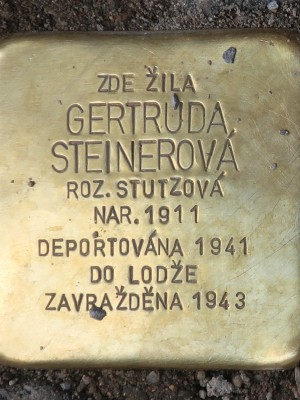 ZDE ŽILA
GERTRUDA
STEINEROVÁ
ROZ. STUTZOVÁ
NAR. 1911
DEPORTOVÁNA 1941
DO LODŽE
ZAVRAŽDĚNA 1943